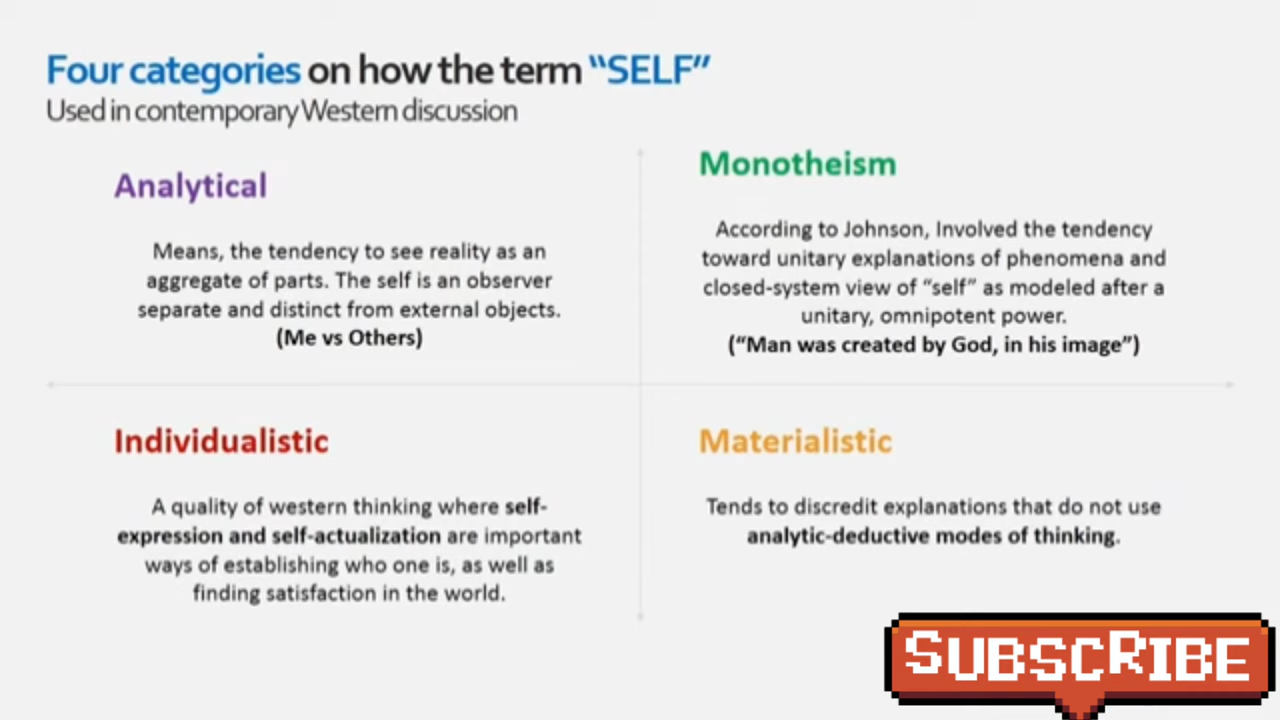 Four categories on how the term “SELF”
Used in contemporary Western discussion
Analytical
Means, the tendency to see reality as an
aggregate of parts. The self is an observer
separate and distinct from external objects.
(Me vs Others)
Monotheism
According to Johnson, Involved the tendency
toward unitary explanations of phenomena and
closed-system view of “self” as modeled after a
unitary, omnipotent power.
(“Man was created by God, in his image”)
Individualistic
A quality of western thinking where self-
expression and self-actualization are important
ways of establishing who one is, as well as
finding satisfaction in the world.
Materialistic
Tends to discredit explanations that do not use
analytic-deductive modes of thinking.
SUBSCRIBE